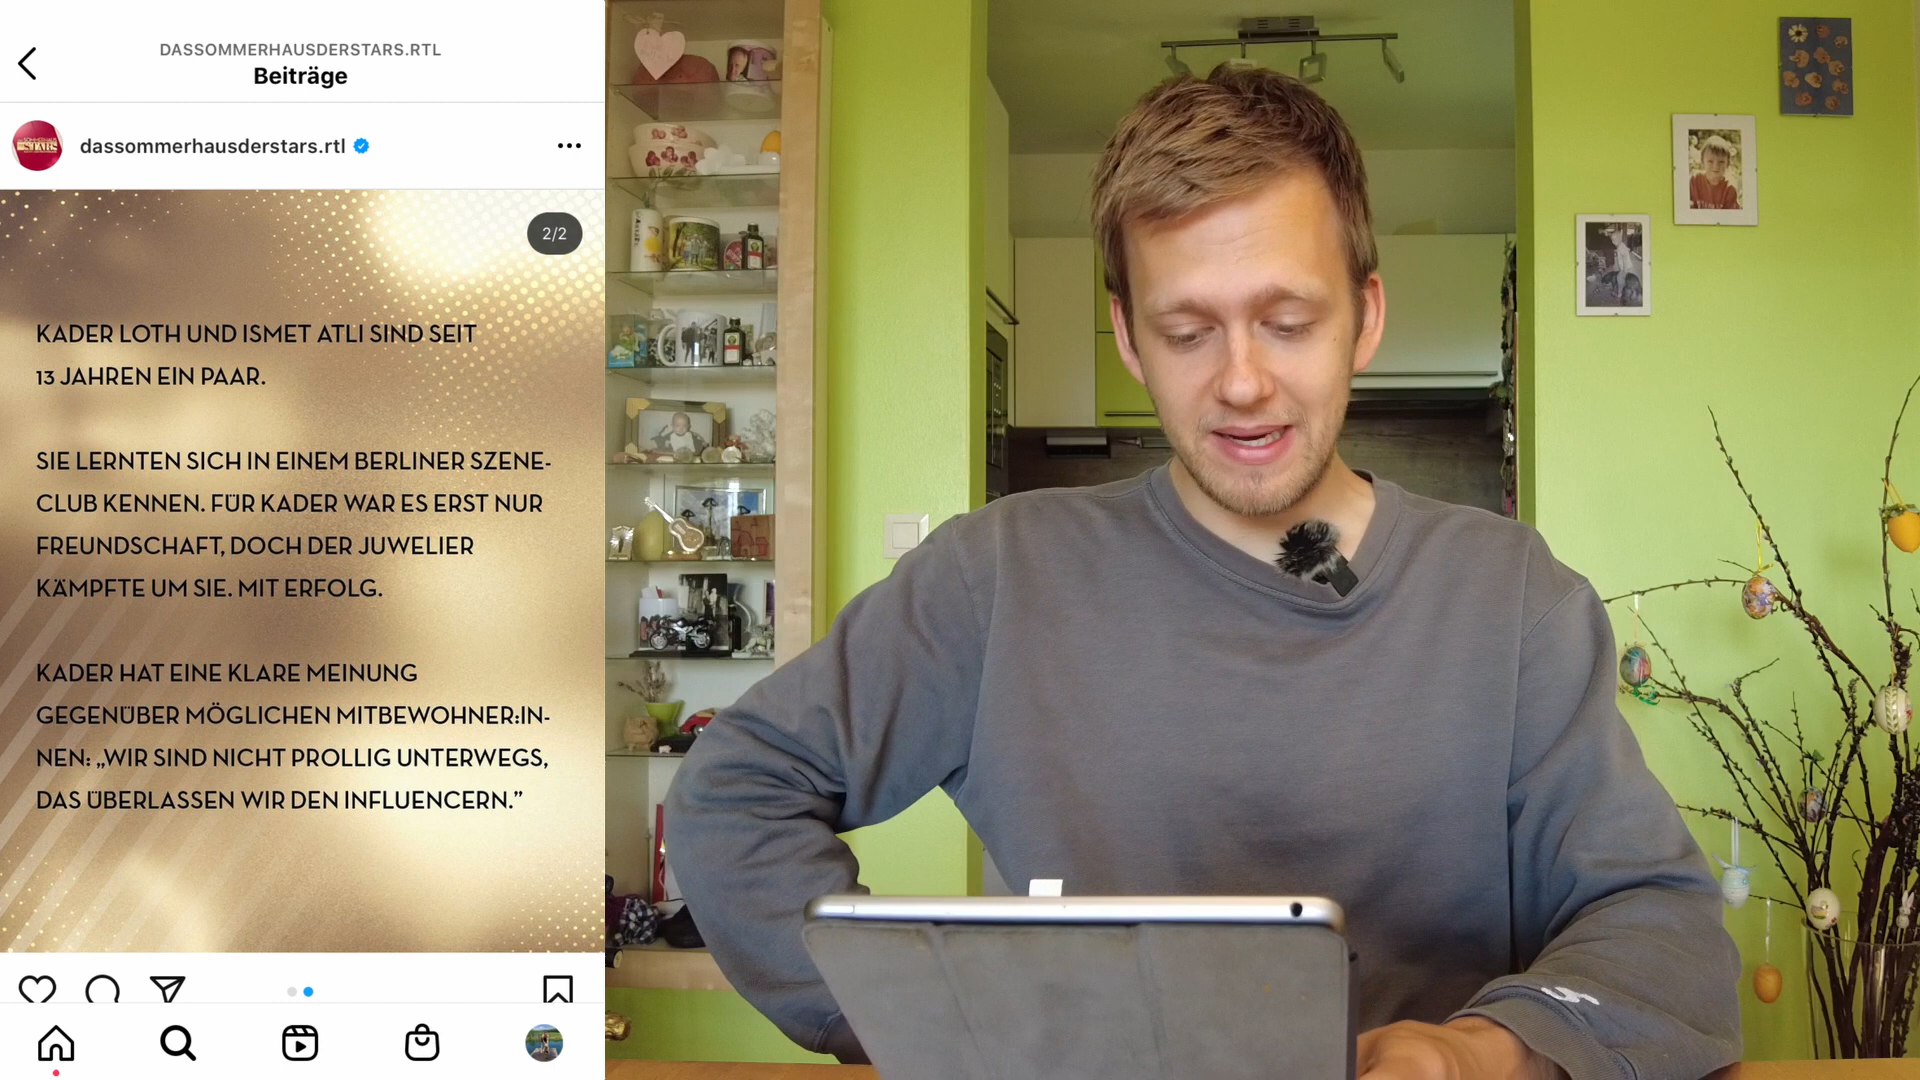 DASSOMMERHAUSDERSTARS.RTL
Beiträge
dassommerhausderstars.rtl
2/2
KADER LOTH UND ISMET ATLI SIND SEIT
13 JAHREN EIN PAAR.
SIE LERNTEN SICH IN EINEM BERLINER SZENE-
CLUB KENNEN. FÜR KADER WAR ES ERST NUR
FREUNDSCHAFT, DOCH DER JUWELIER
KÄMPFTE UM SIE. MIT ERFOLG.
KADER HAT EINE KLARE MEINUNG
GEGENÜBER MÖGLICHEN MITBEWOHNER:IN-
NEN: „WIR SIND NICHT PROLLIG UNTERWEGS,
DAS ÜBERLASSEN WIR DEN INFLUENCERN.”